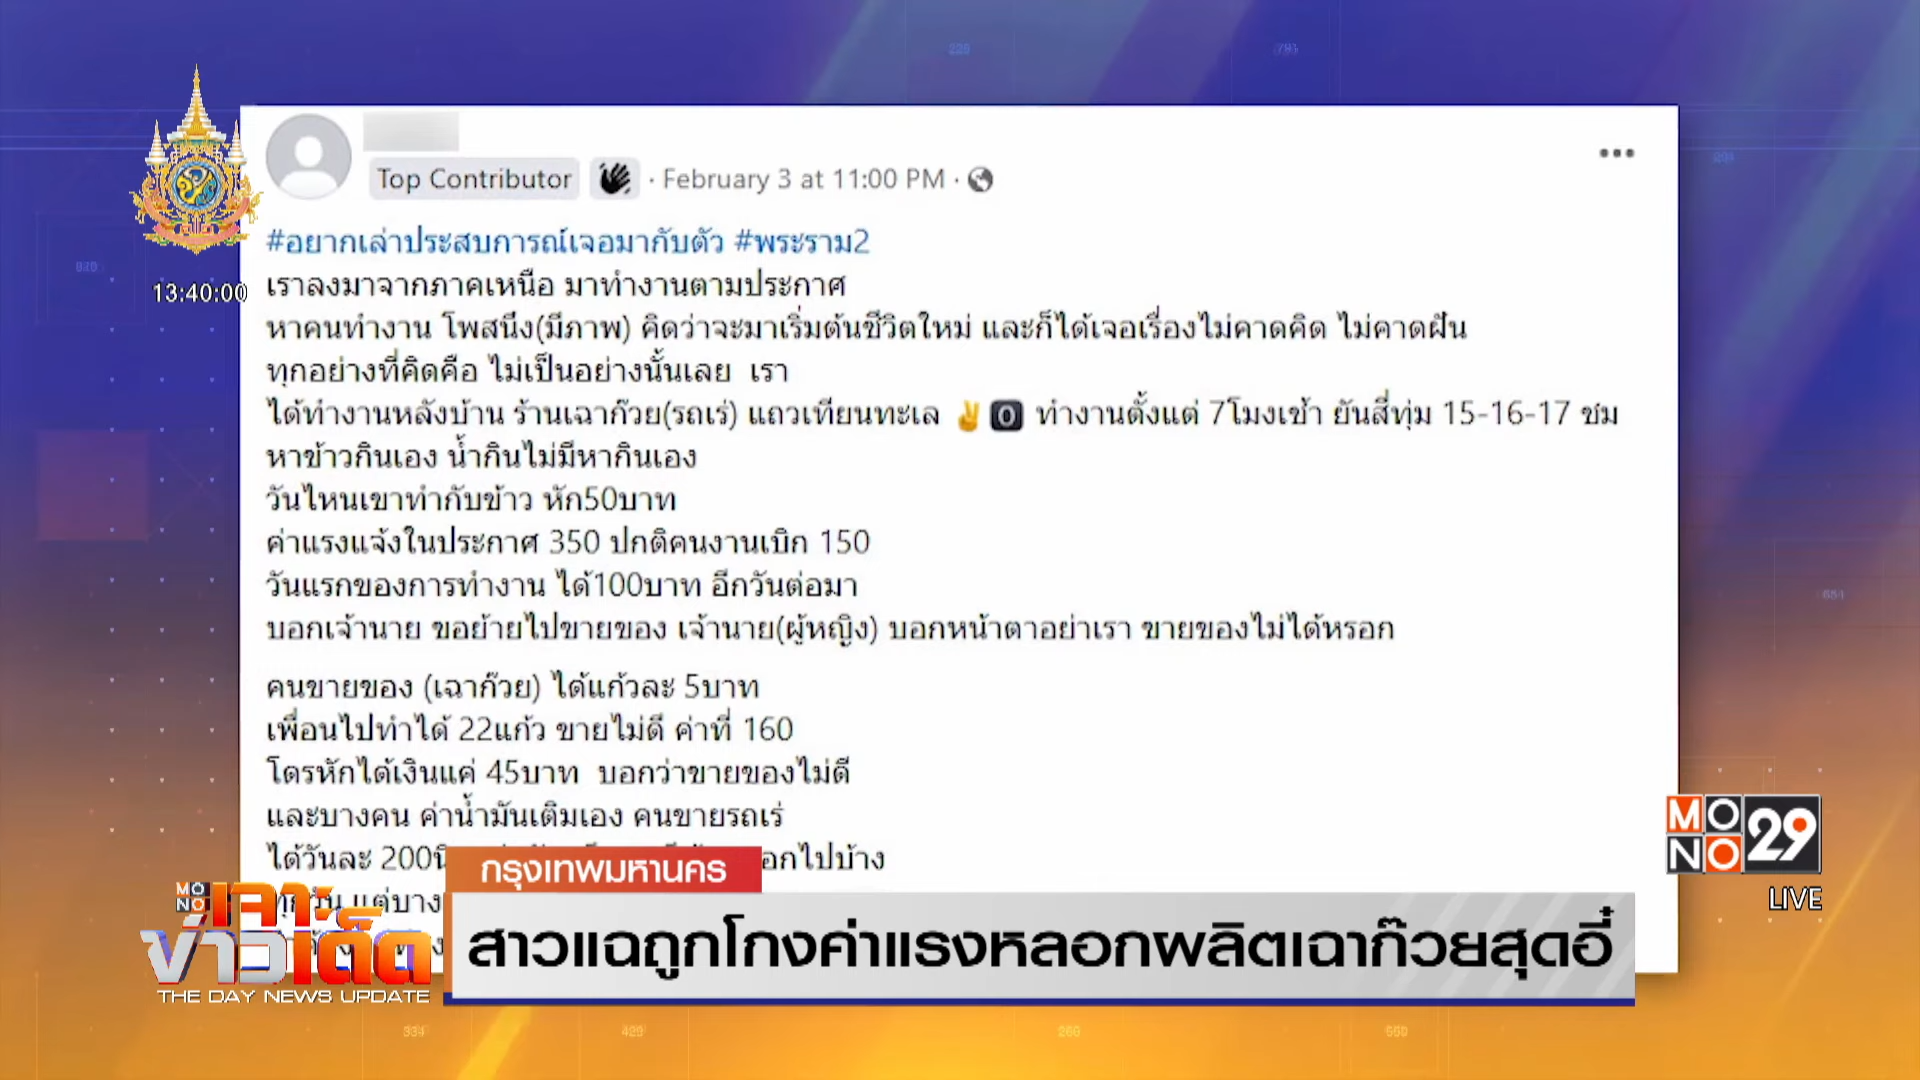 Top Contributor · February 3 at 11:00 PM ·
13:40:00
#อยากเล่าประสบการณ์เจอมากับตัว #พระราม2
เราลงมาจากภาคเหนือ มาทำงานตามประกาศ
หาคนทำงาน โพสนึง(มีภาพ) คิดว่าจะมาเริ่มต้นชีวิตใหม่ และก็ได้เจอเรื่องไม่คาดคิด ไม่คาดฝัน
ทุกอย่างที่คิดคือ ไม่เป็นอย่างนั้นเลย เรา
ได้ทำงานหลังบ้าน ร้านเฉาก๊วย(รถเร่) แถวเทียนทะเล ✌️0️ ทำงานตั้งแต่ 7โมงเช้า ยันสี่ทุ่ม 15-16-17 ชม
หาข้าวกินเอง น้ำกินไม่มีหากินเอง
วันไหนเขาทำกับข้าว หัก50บาท
ค่าแรงแจ้งในประกาศ 350 ปกติคนงานเบิก 150
วันแรกของการทำงาน ได้100บาท อีกวันต่อมา
บอกเจ้านาย ขอย้ายไปขายของ เจ้านาย(ผู้หญิง) บอกหน้าตาอย่าเรา ขายของไม่ได้หรอก
คนขายของ (เฉาก๊วย) ได้แก้วละ 5บาท
เพื่อนไปทำได้ 22แก้ว ขายไม่ดี ค่าที่ 160
โดรหักได้เงินแค่ 45บาท บอกว่าขายของไม่ดี
และบางคน ค่าน้ำมันเติมเอง คนขายรถเร่
ได้วันละ 200
ไปบ้าง
แต่บาง
กรุงเทพมหานคร
สาวแฉถูกโกงค่าแรงหลอกผลิตเฉาก๊วยสุดอี๋
MONO
เจาะ
ข่าวเด็ด
THE DAY NEWS UPDATE
MONO 29
LIVE